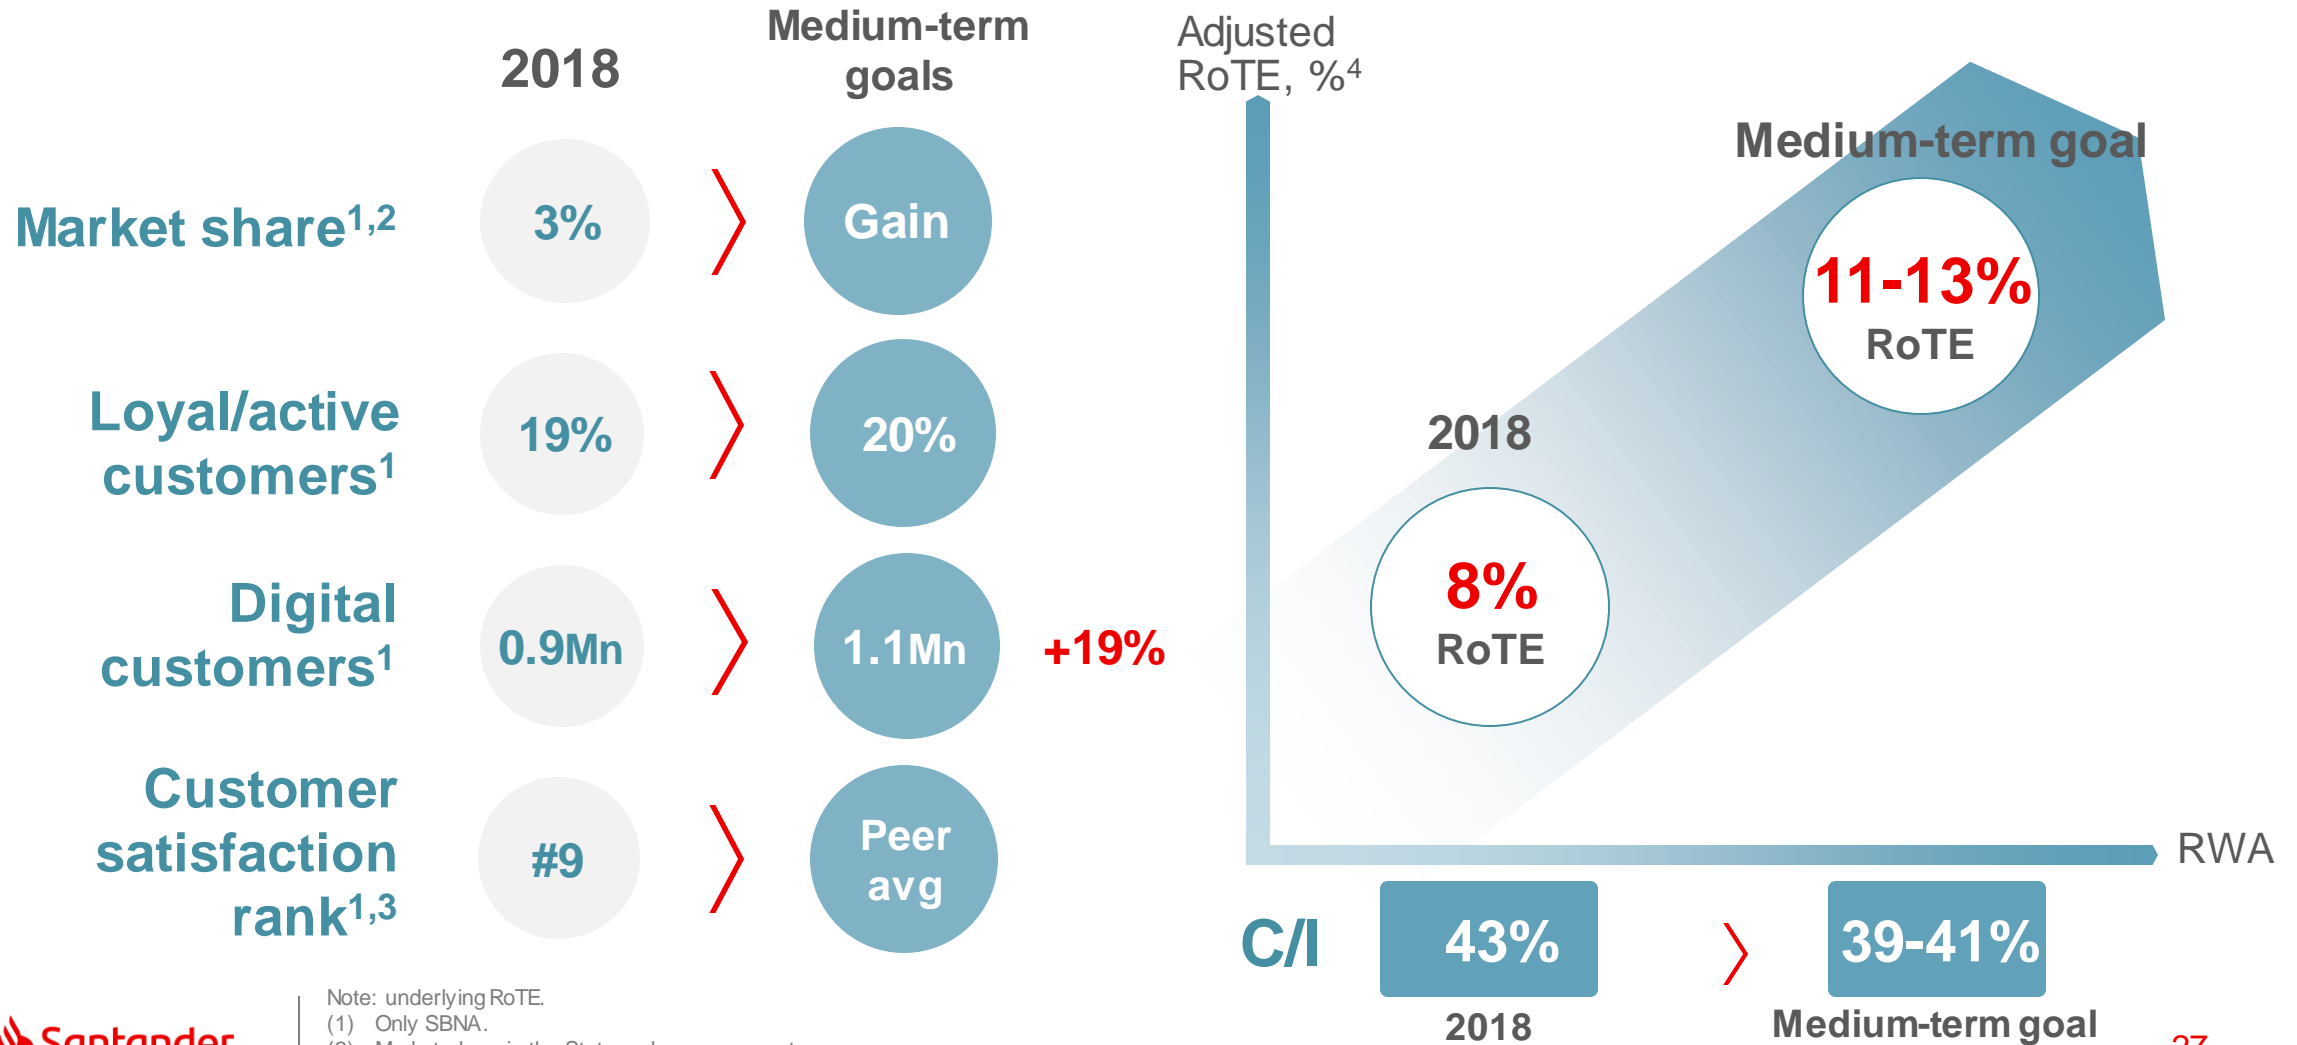 2018
Medium-term
goals
Market share1,2
3%
Gain
Loyal/active
customers1
19%
20%
Digital
customers1
0.9Mn
1.1Mn
+19%
Customer
satisfaction
rank1,3
#9
Peer
avg
Adjusted
RoTE, %4
Medium-term goal
11-13%
RoTE
2018
8%
RoTE
RWA
C/I
43%
39-41%
2018
Medium-term goal
Santander
Note: underlying RoTE.
(1) Only SBNA.
27